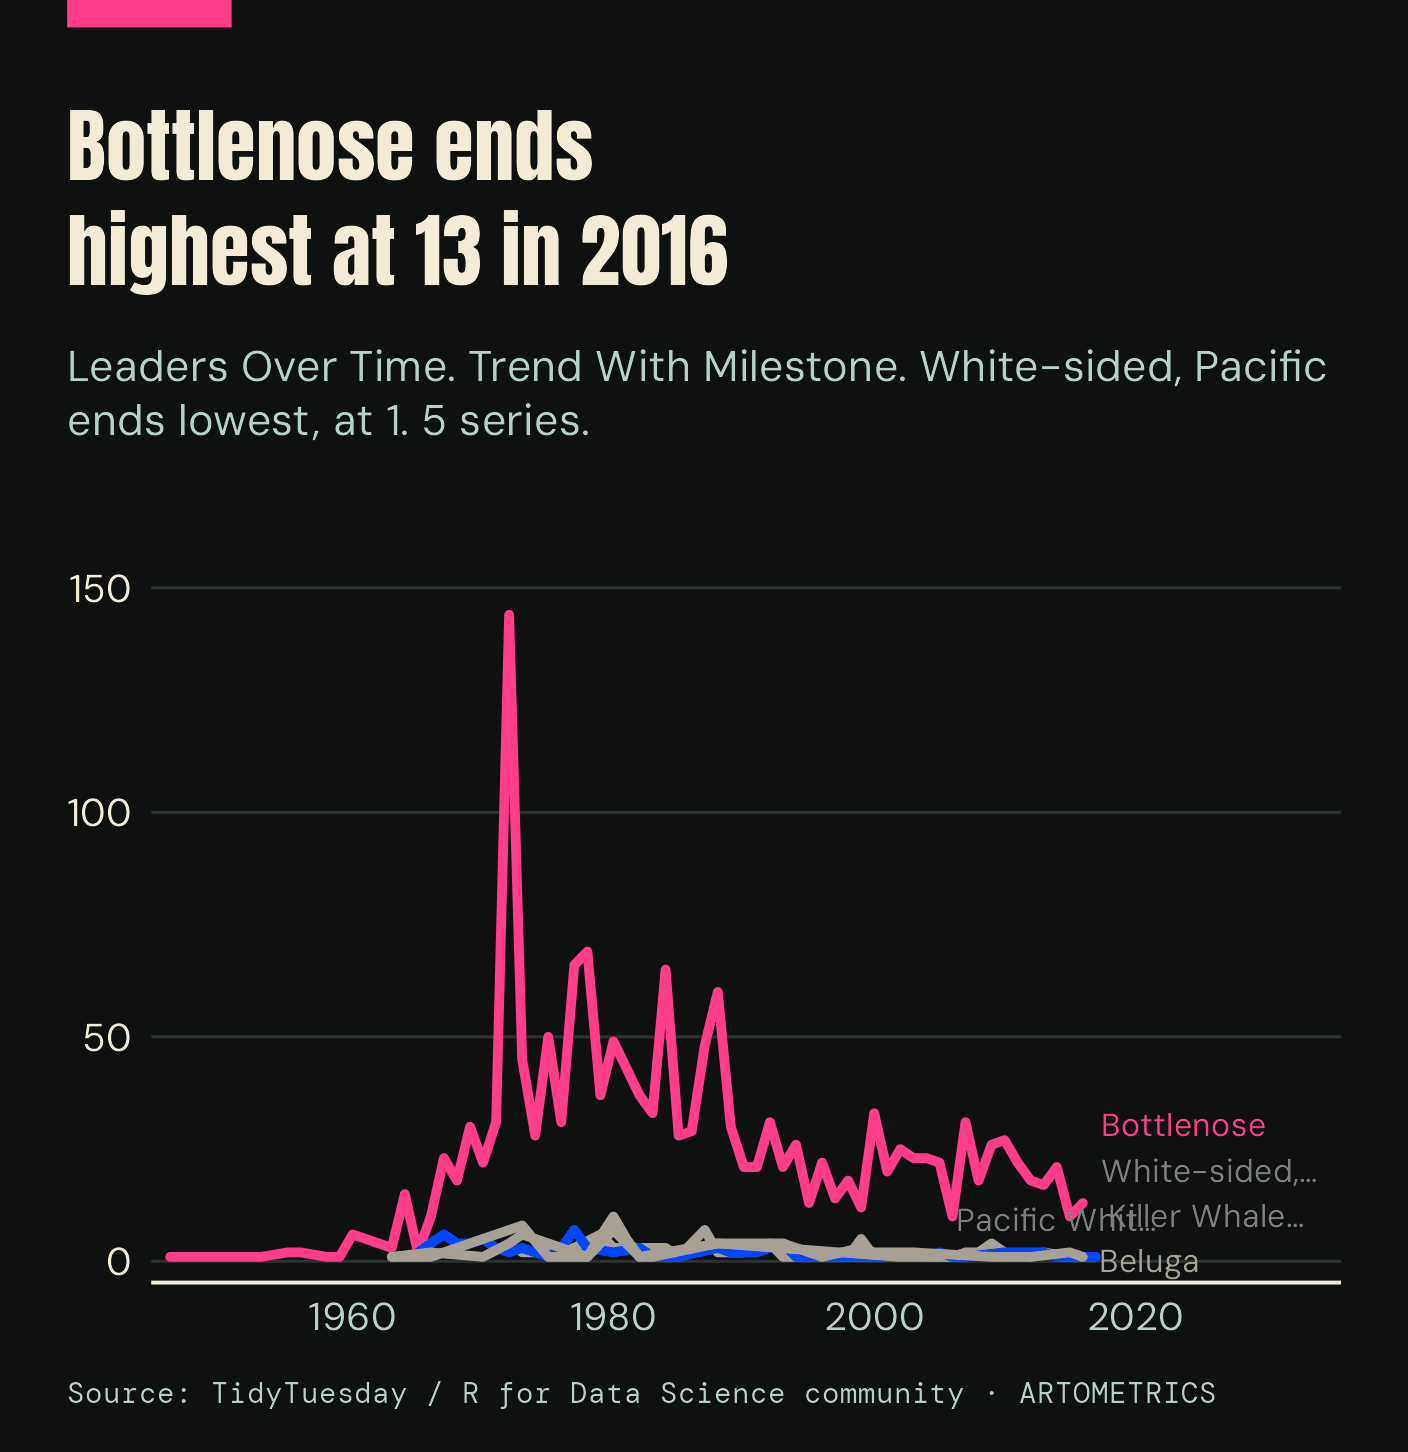 Bottlenose ends
highest at 13 in 2016
Leaders Over Time. Trend With Milestone. White-sided, Pacific
ends lowest, at 1. 5 series.
150
100
50
0
Bottlenose
White-sided,...
Killer Whale...
Pacific Whit...
Beluga
1960 1980 2000 2020
Source: TidyTuesday / R for Data Science community · ARTOMETRICS